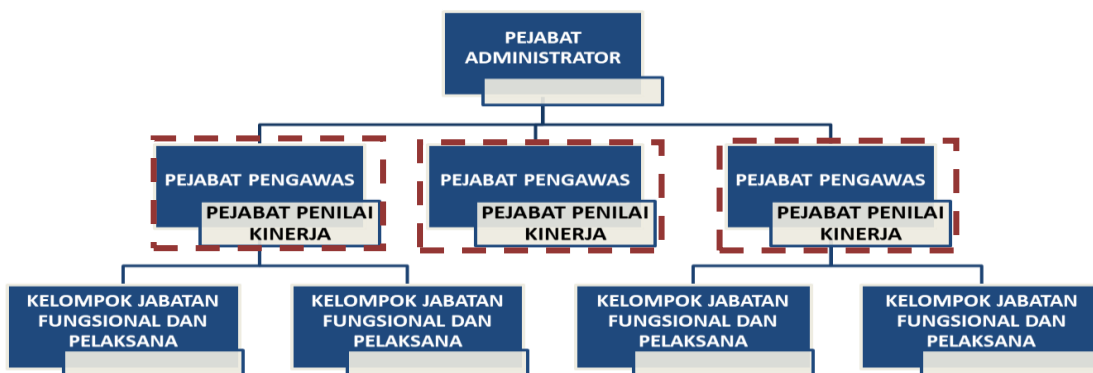 PEJABAT
ADMINISTRATOR
PEJABAT PENGAWAS
PEJABAT PENILAI
KINERJA
PEJABAT PENGAWAS
PEJABAT PENILAI
KINERJA
PEJABAT PENGAWAS
PEJABAT PENILAI
KINERJA
KELOMPOK JABATAN
FUNGSIONAL DAN
PELAKSANA
KELOMPOK JABATAN
FUNGSIONAL DAN
PELAKSANA
KELOMPOK JABATAN
FUNGSIONAL DAN
PELAKSANA
KELOMPOK JABATAN
FUNGSIONAL DAN
PELAKSANA